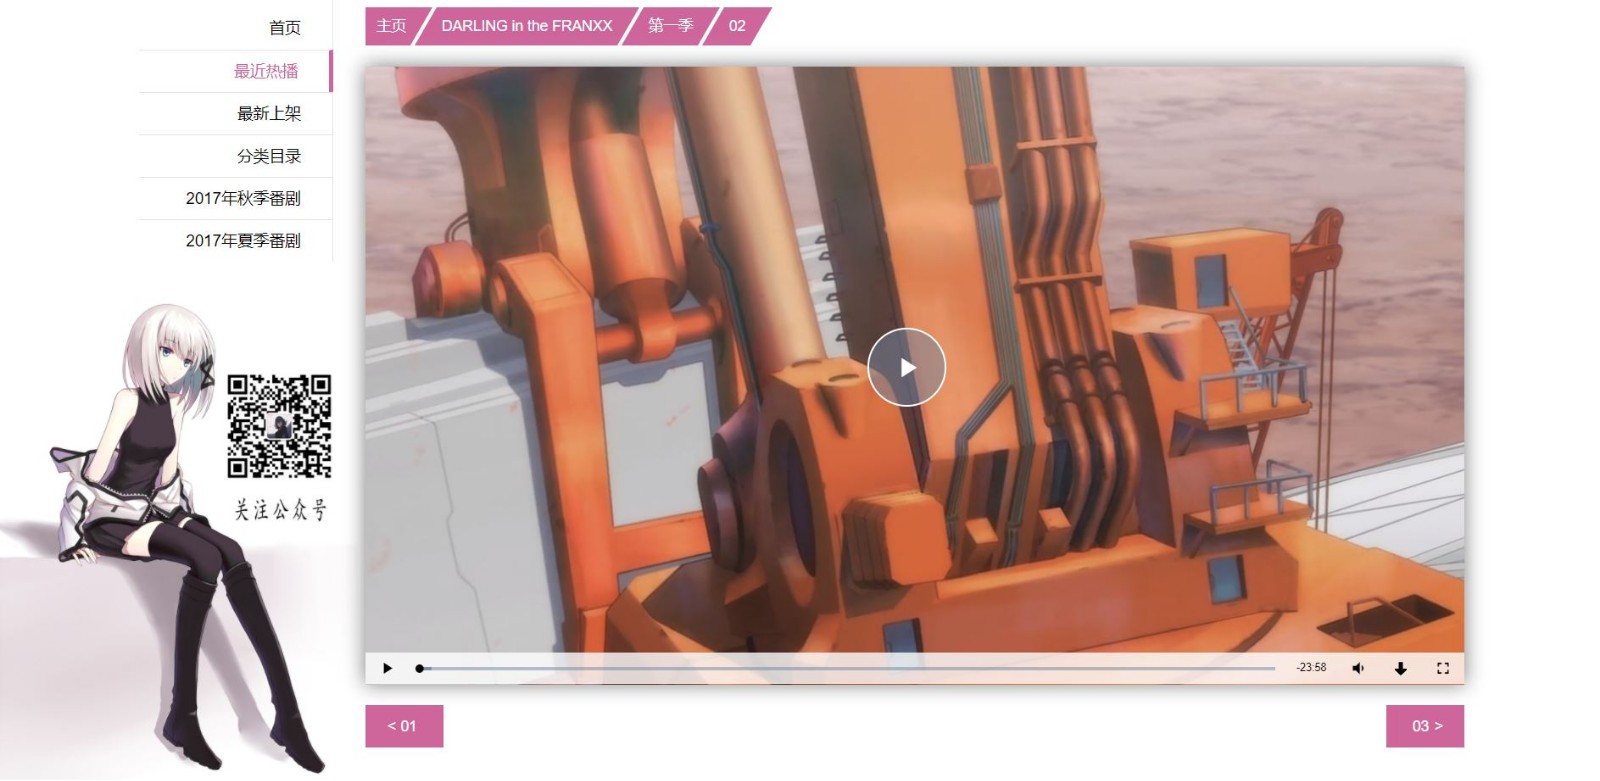 首页
最近热播
最新上架
分类目录
2017年秋季番剧
2017年夏季番剧
关注公众号
主页
DARLING in the FRANXX
第一季
02
-23:58
< 01
03 >